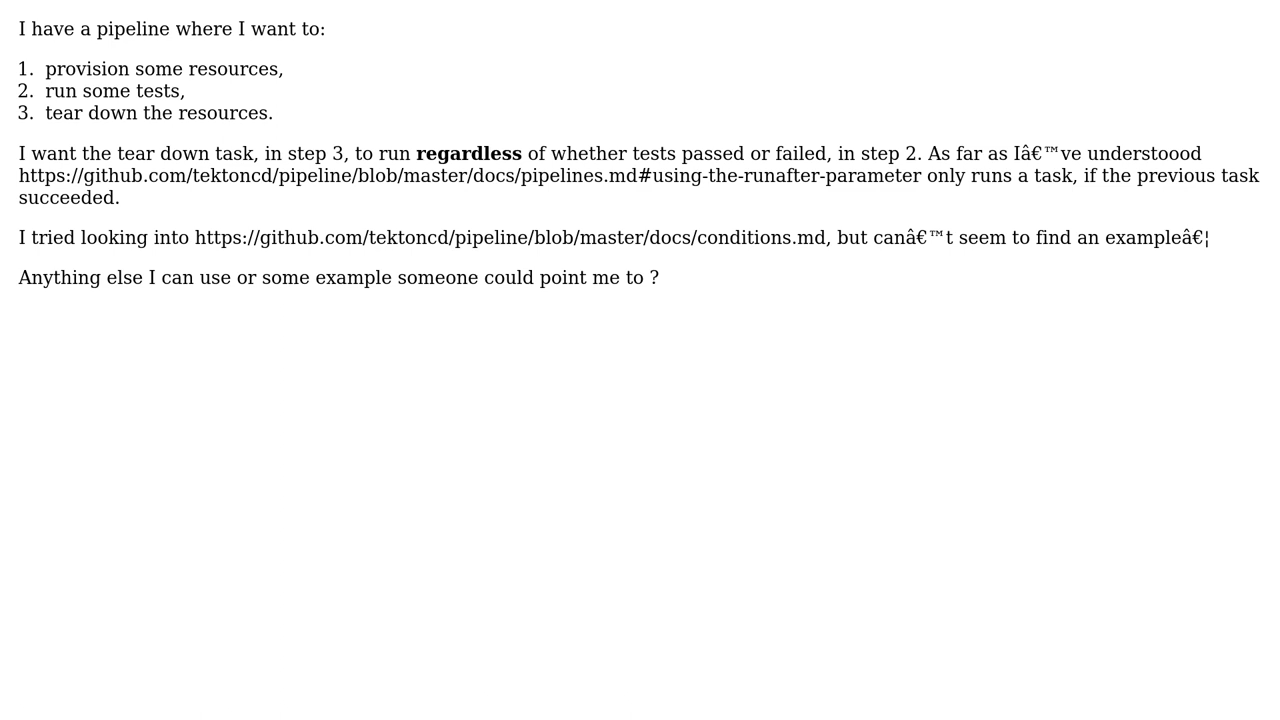 I have a pipeline where I want to:
1. provision some resources,
2. run some tests,
3. tear down the resources.
I want the tear down task, in step 3, to run regardless of whether tests passed or failed, in step 2. As far as Iâ€™ve understoood
https://github.com/tektoncd/pipeline/blob/master/docs/pipelines.md#using-the-runafter-parameter only runs a task, if the previous task
succeeded.
I tried looking into https://github.com/tektoncd/pipeline/blob/master/docs/conditions.md, but canâ€™t seem to find an exampleâ€¦
Anything else I can use or some example someone could point me to ?